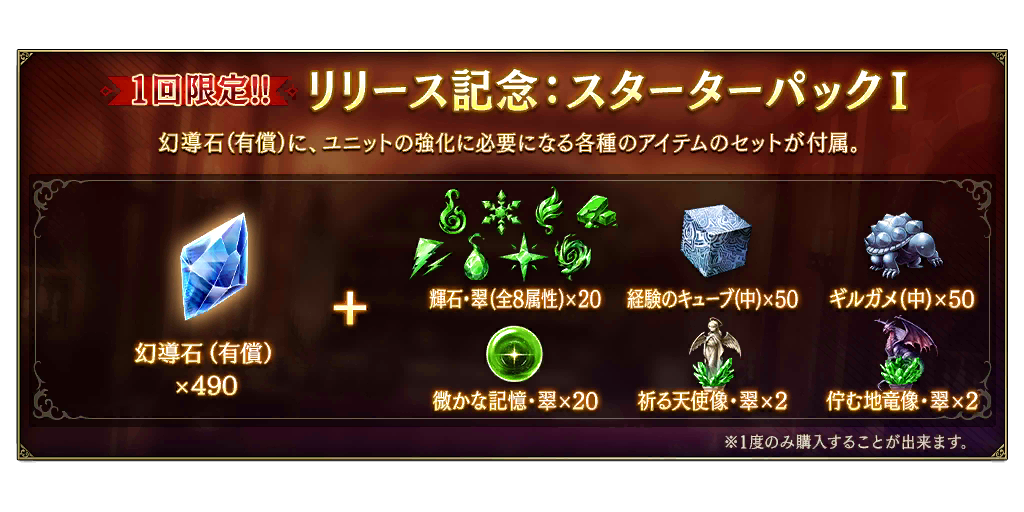 1回限定!! リリース記念:スターターパックI
幻導石(有償)に、ユニットの強化に必要になる各種のアイテムのセットが付属。
幻導石(有償)
×490
+
輝石・翠(全8属性)×20
経験のキューブ(中)×50
ギルガメ(中)×50
微かな記憶・翠×20
祈る天使像・翠×2
佇む地竜像・翠×2
※1度のみ購入することが出来ます。